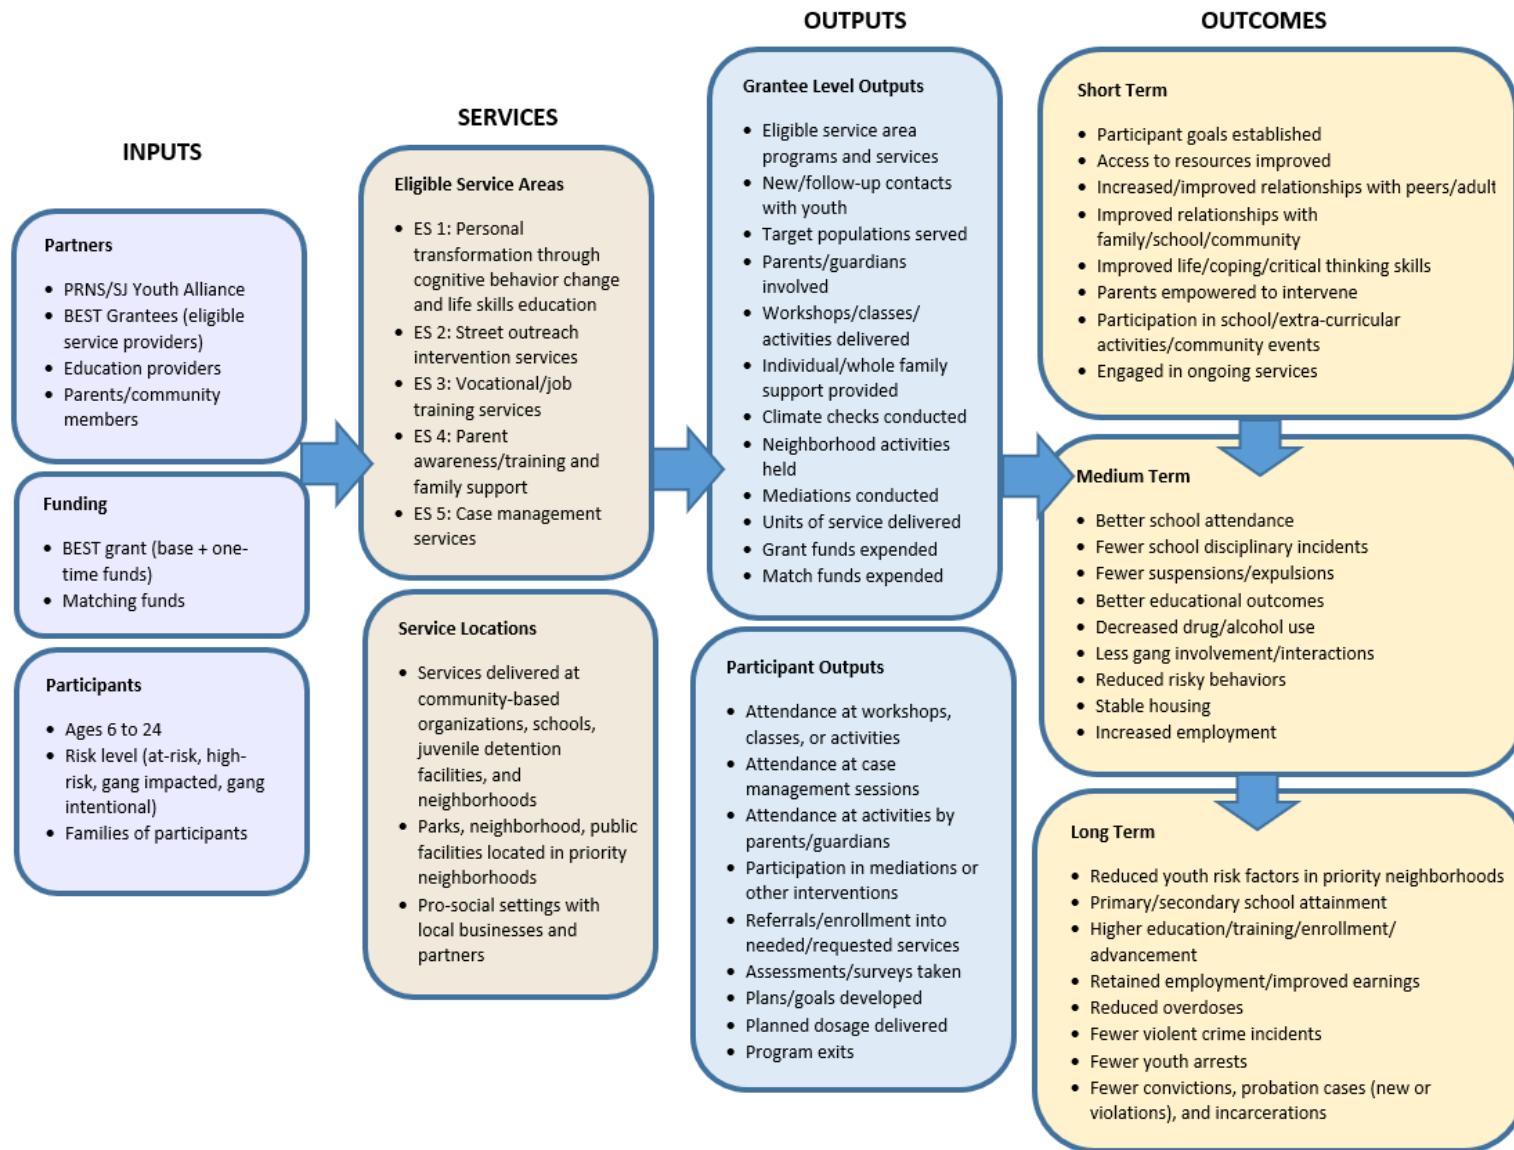 INPUTS
Partners
• PRNS/SJ Youth Alliance
• BEST Grantees (eligible
service providers)
• Education providers
• Parents/community
members
Funding
• BEST grant (base + one-
time funds)
• Matching funds
Participants
• Ages 6 to 24
• Risk level (at-risk, high-
risk, gang impacted, gang
intentional)
• Families of participants
SERVICES
Eligible Service Areas
• ES 1: Personal
transformation through
cognitive behavior change
and life skills education
• ES 2: Street outreach
intervention services
• ES 3: Vocational/job
training services
• ES 4: Parent
awareness/training and
family support
• ES 5: Case management
services
Service Locations
• Services delivered at
community-based
organizations, schools,
juvenile detention
facilities, and
neighborhoods
• Parks, neighborhood, public
facilities located in priority
neighborhoods
• Pro-social settings with
local businesses and
partners
OUTPUTS
Grantee Level Outputs
• Eligible service area
programs and services
• New/follow-up contacts
with youth
• Target populations served
• Parents/guardians
involved
• Workshops/classes/
activities delivered
• Individual/whole family
support provided
• Climate checks conducted
• Neighborhood activities
held
• Mediations conducted
• Units of service delivered
• Grant funds expended
• Match funds expended
Participant Outputs
• Attendance at workshops,
classes, or activities
• Attendance at case
management sessions
• Attendance at activities by
parents/guardians
• Participation in mediations or
other interventions
• Referrals/enrollment into
needed/requested services
• Assessments/surveys taken
• Plans/goals developed
• Planned dosage delivered
• Program exits
OUTCOMES
Short Term
• Participant goals established
• Access to resources improved
• Increased/improved relationships with peers/adult
• Improved relationships with
family/school/community
• Improved life/coping/critical thinking skills
• Parents empowered to intervene
• Participation in school/extra-curricular
activities/community events
• Engaged in ongoing services
Medium Term
• Better school attendance
• Fewer school disciplinary incidents
• Fewer suspensions/expulsions
• Better educational outcomes
• Decreased drug/alcohol use
• Less gang involvement/interactions
• Reduced risky behaviors
• Stable housing
• Increased employment
Long Term
• Reduced youth risk factors in priority neighborhoods
• Primary/secondary school attainment
• Higher education/training/enrollment/
advancement
• Retained employment/improved earnings
• Reduced overdoses
• Fewer violent crime incidents
• Fewer youth arrests
• Fewer convictions, probation cases (new or
violations), and incarcerations